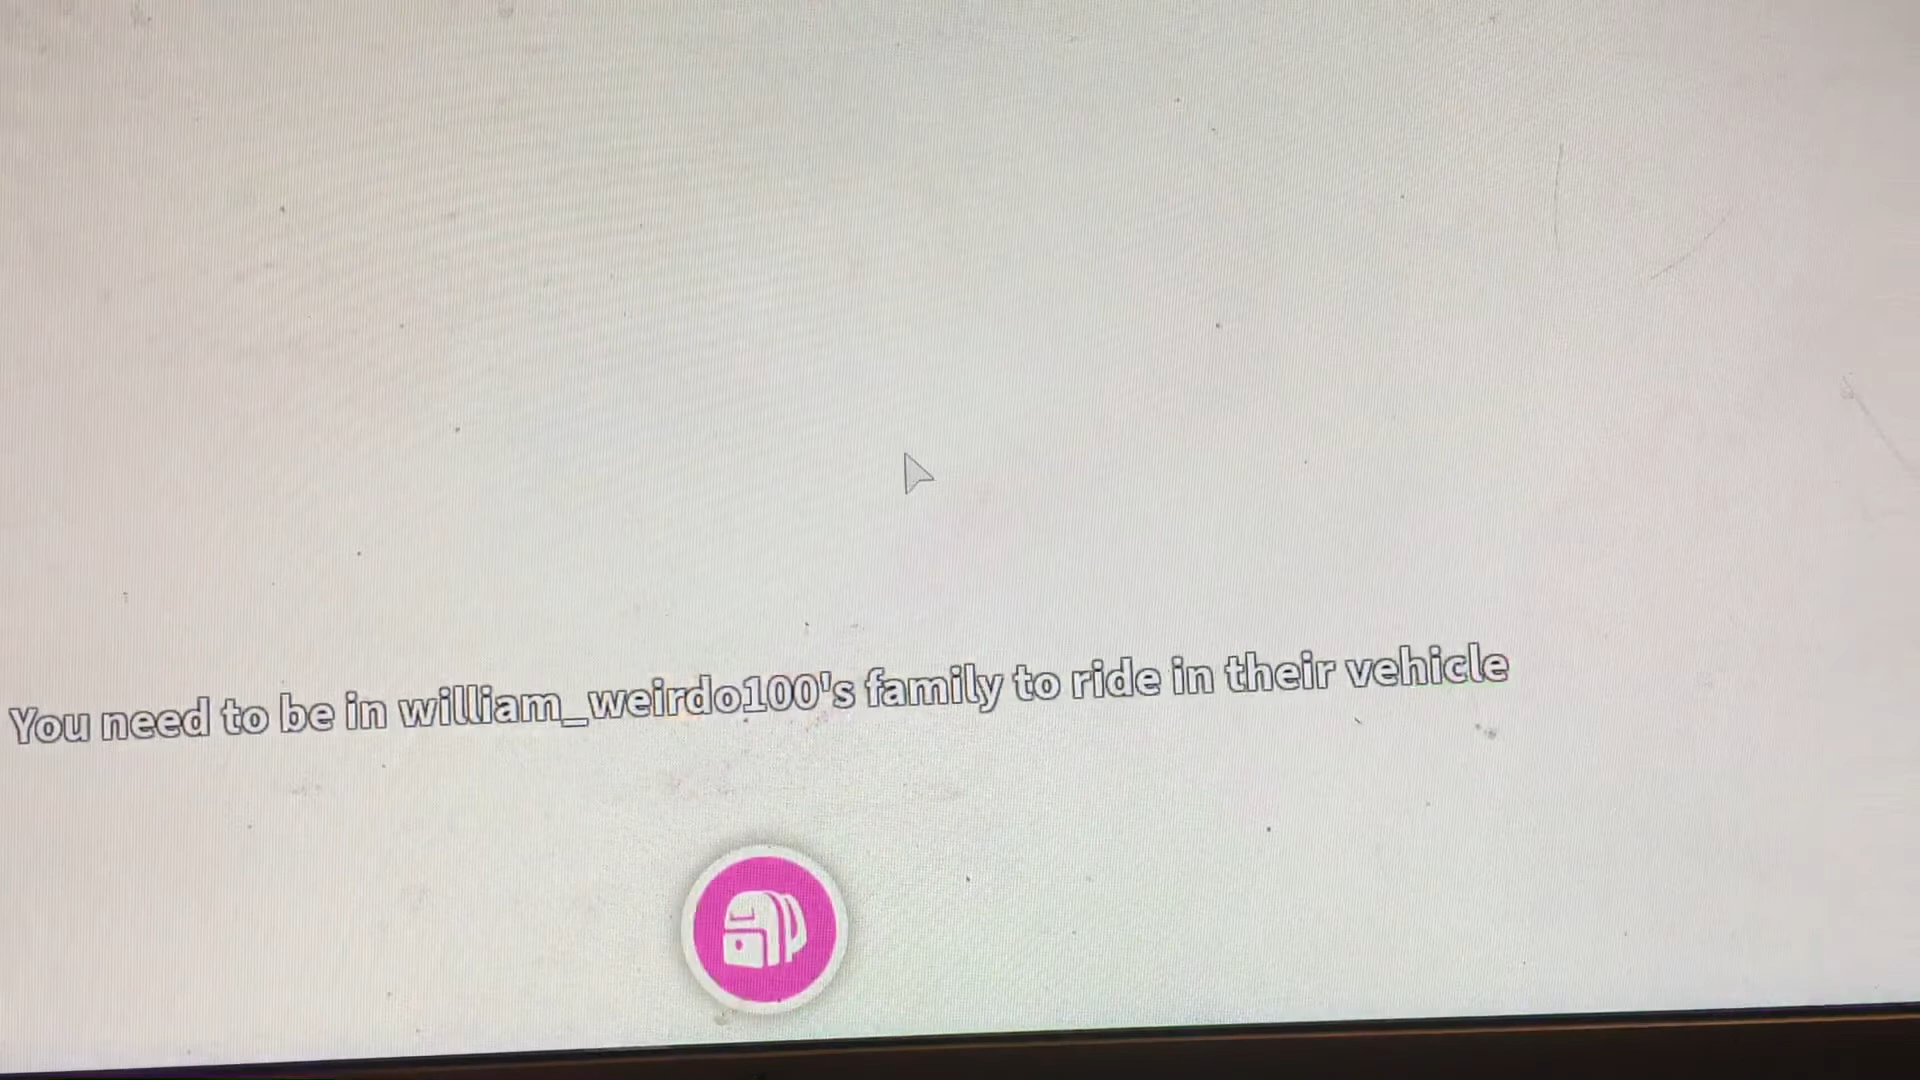 You need to be in william_weirdo100's family to ride in their vehicle